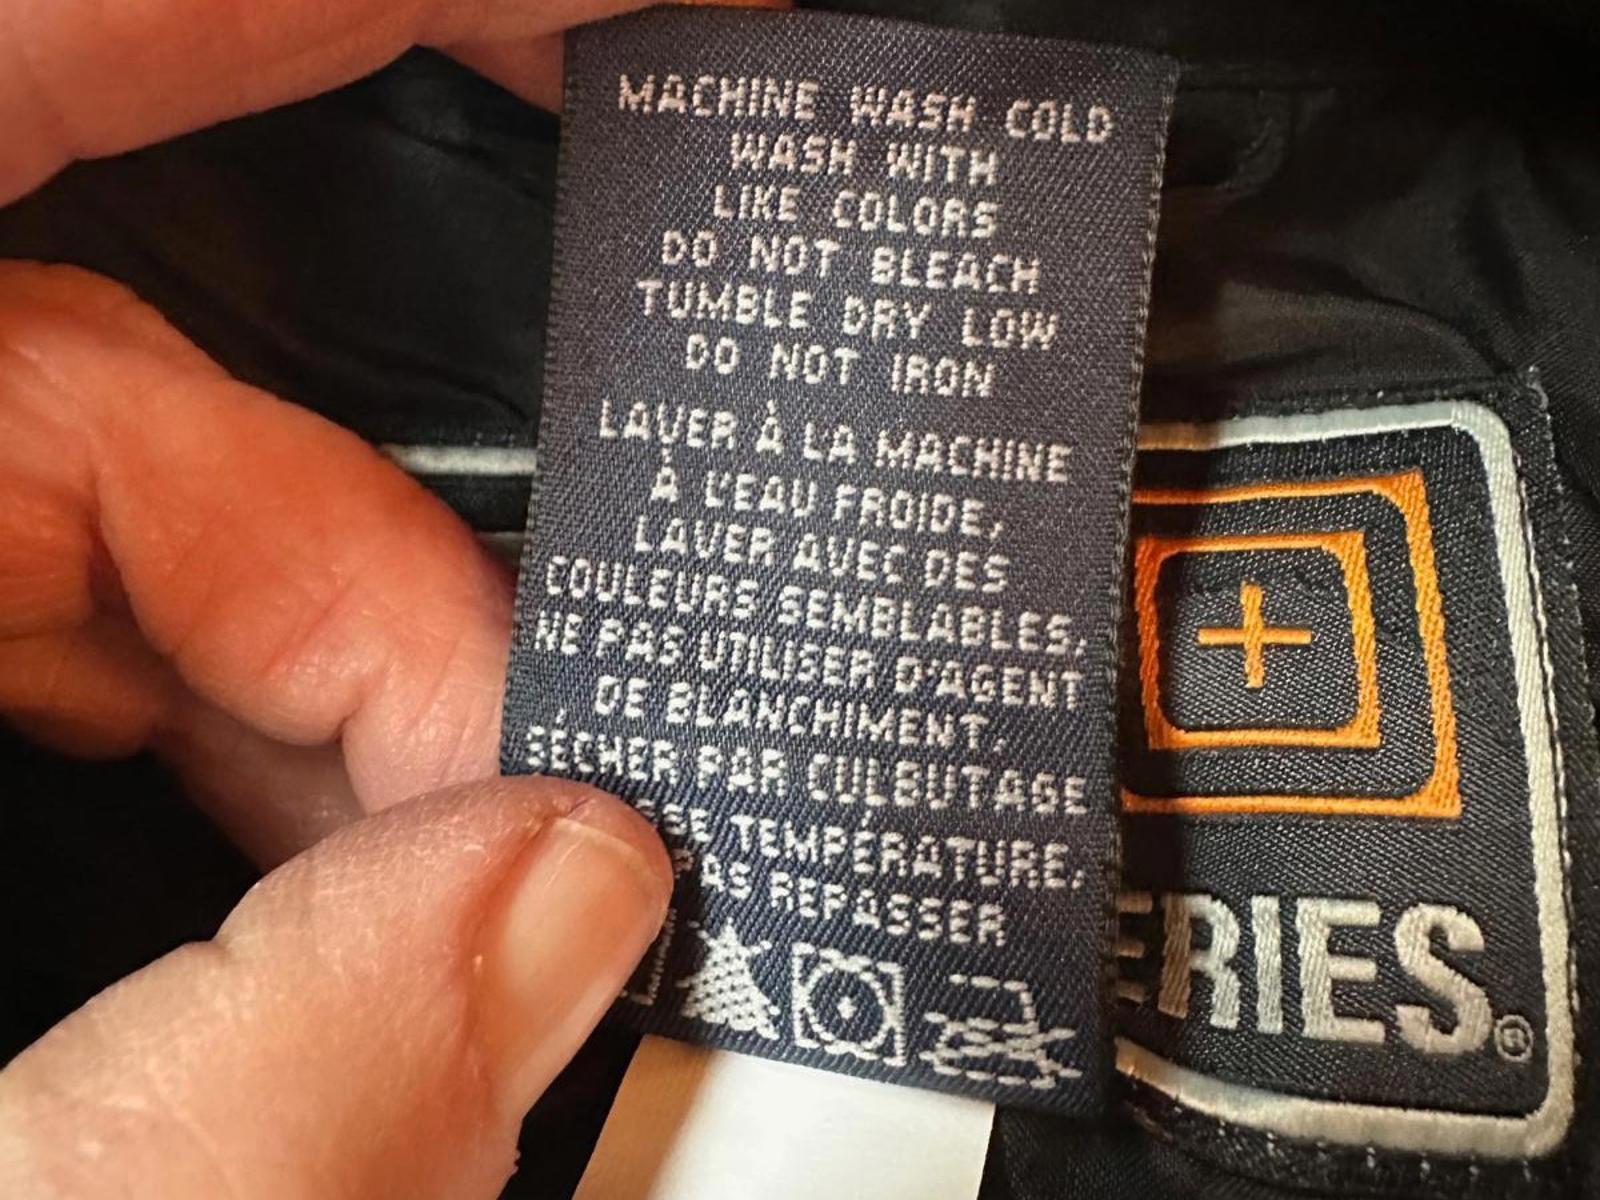 MACHINE WASH COLD
WASH WITH
LIKE COLORS
DO NOT BLEACH
TUMBLE DRY LOW
DO NOT IRON
LAVER À LA MACHINE
À L'EAU FROIDE,
LAVER AVEC DES
COULEURS SEMBLABLES,
NE PAS UTILISER D'AGENT
DE BLANCHIMENT,
SÉCHER PAR CULBUTAGE
TEMPÉRATURE,
PAS REPASSER
ERIES®